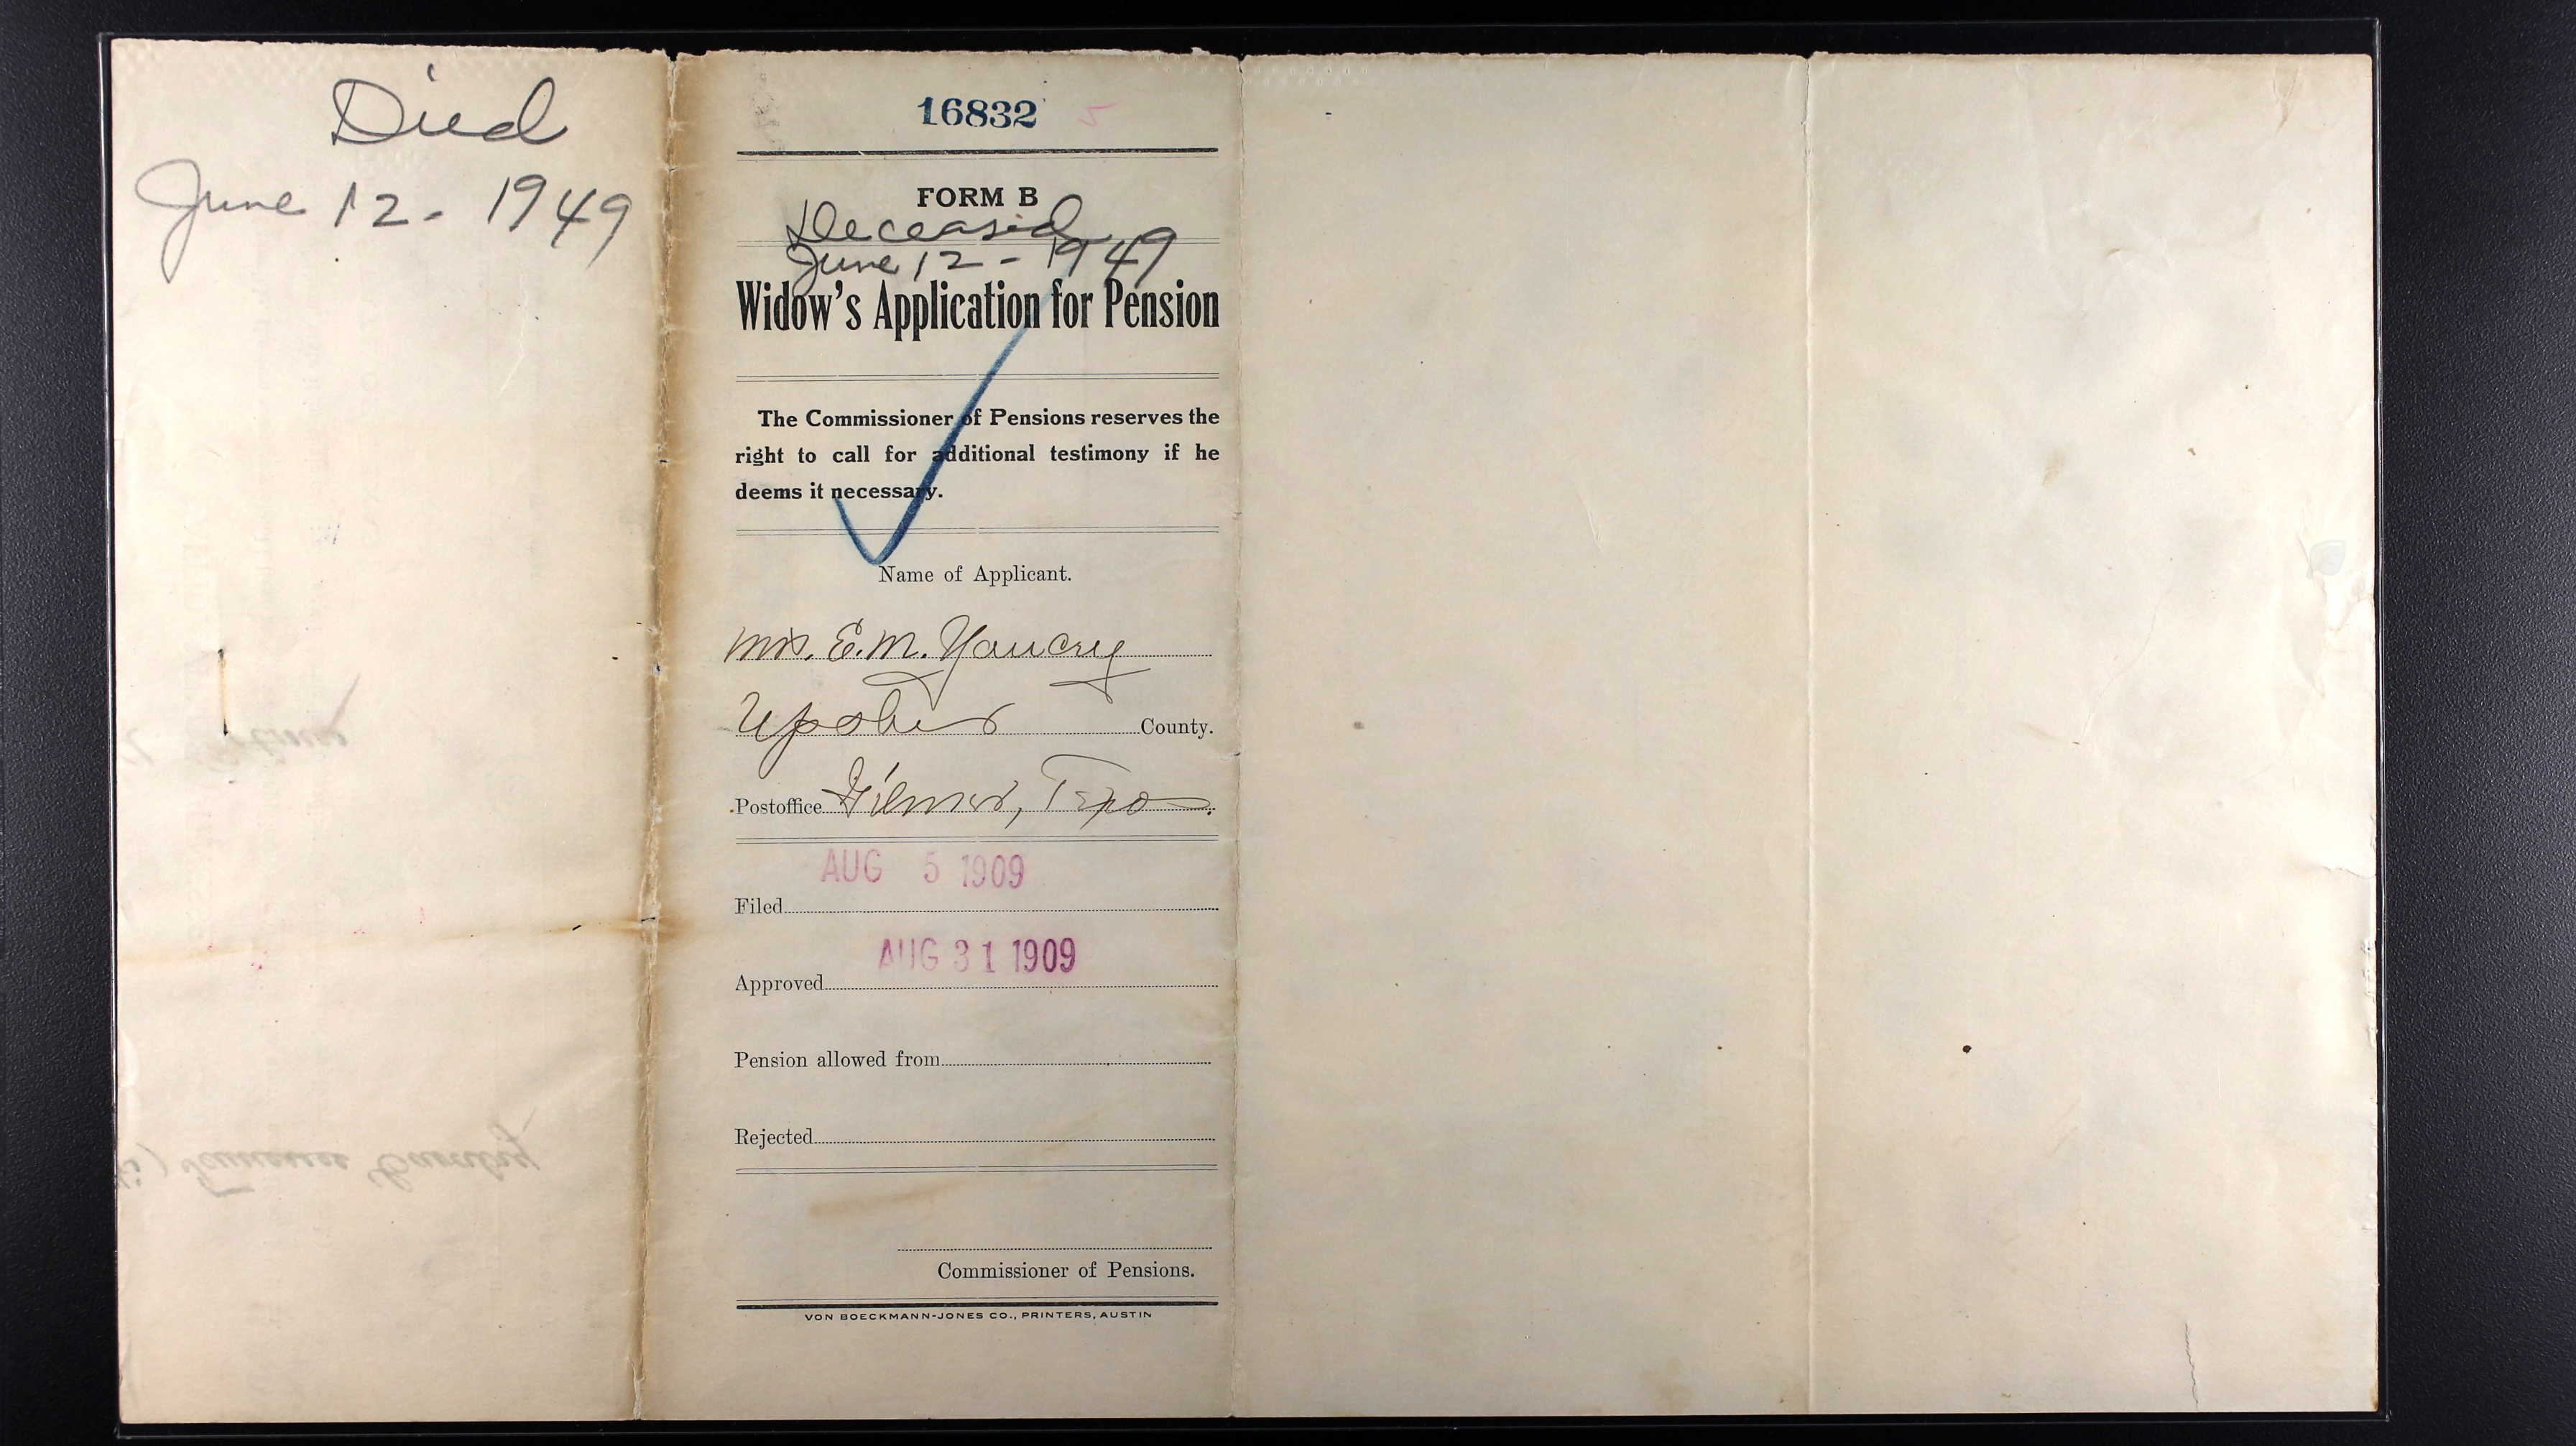 Died
June 12 - 1949
16832
FORM B
Deceased
June 12 - 1949
Widow's Application for Pension
The Commissioner of Pensions reserves the
right to call for additional testimony if he
deems it necessary.
Name of Applicant.
Mrs. E. M. Yancey
Upshur County.
Postoffice Gilmer, Texas.
AUG 5 1909
Filed
AUG 31 1909
Approved
Pension allowed from
Rejected
Commissioner of Pensions.
VON BOECKMANN-JONES CO., PRINTERS, AUSTIN